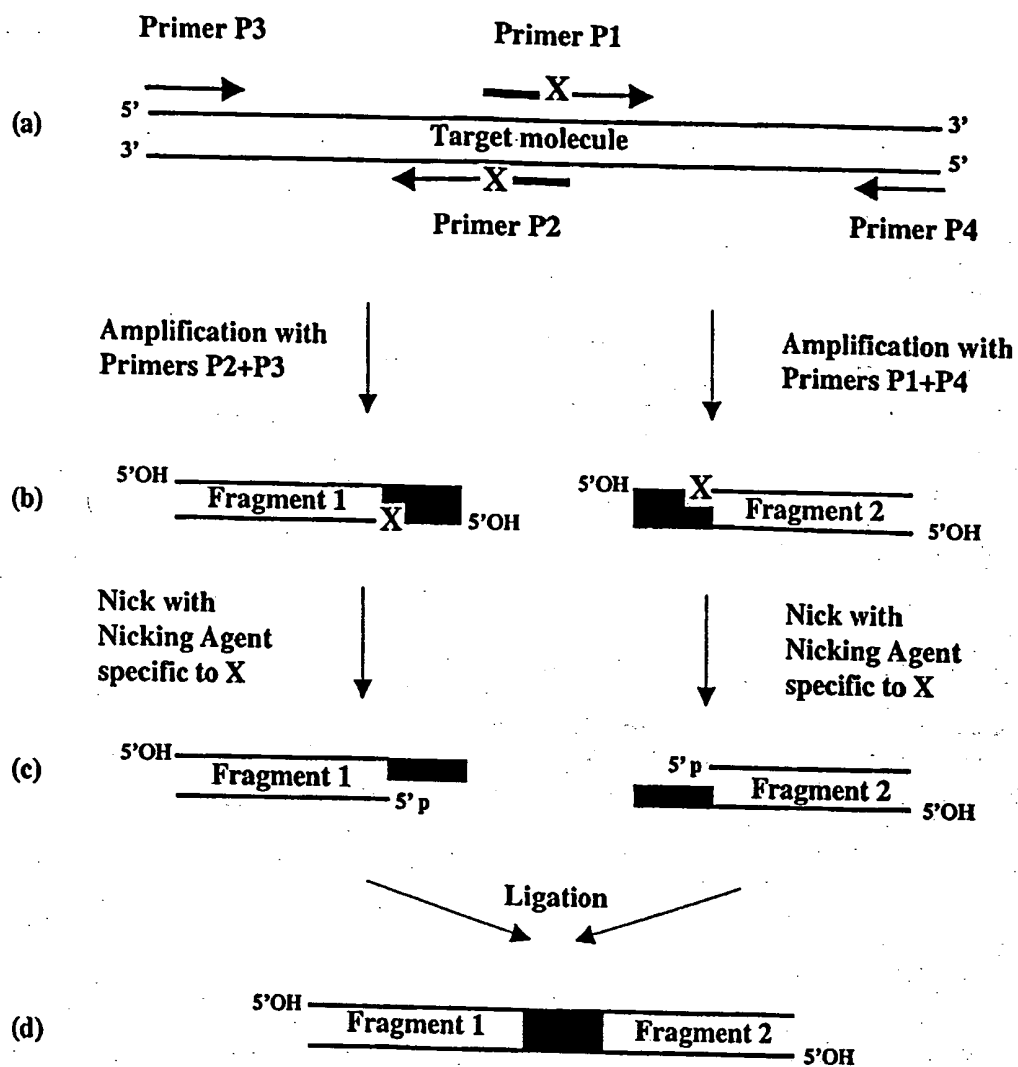 Primer P3
Primer P1
X
(a)
5'
3'
Target molecule
3'
5'
X
Primer P2
Primer P4
Amplification with
Primers P2+P3
Amplification with
Primers P1+P4
(b)
5'OH
Fragment 1
X
5'OH
5'OH
X
Fragment 2
5'OH
Nick with
Nicking Agent
specific to X
Nick with
Nicking Agent
specific to X
(c)
5'OH
Fragment 1
5'p
5'p
Fragment 2
5'OH
Ligation
(d)
5'OH
Fragment 1
Fragment 2
5'OH